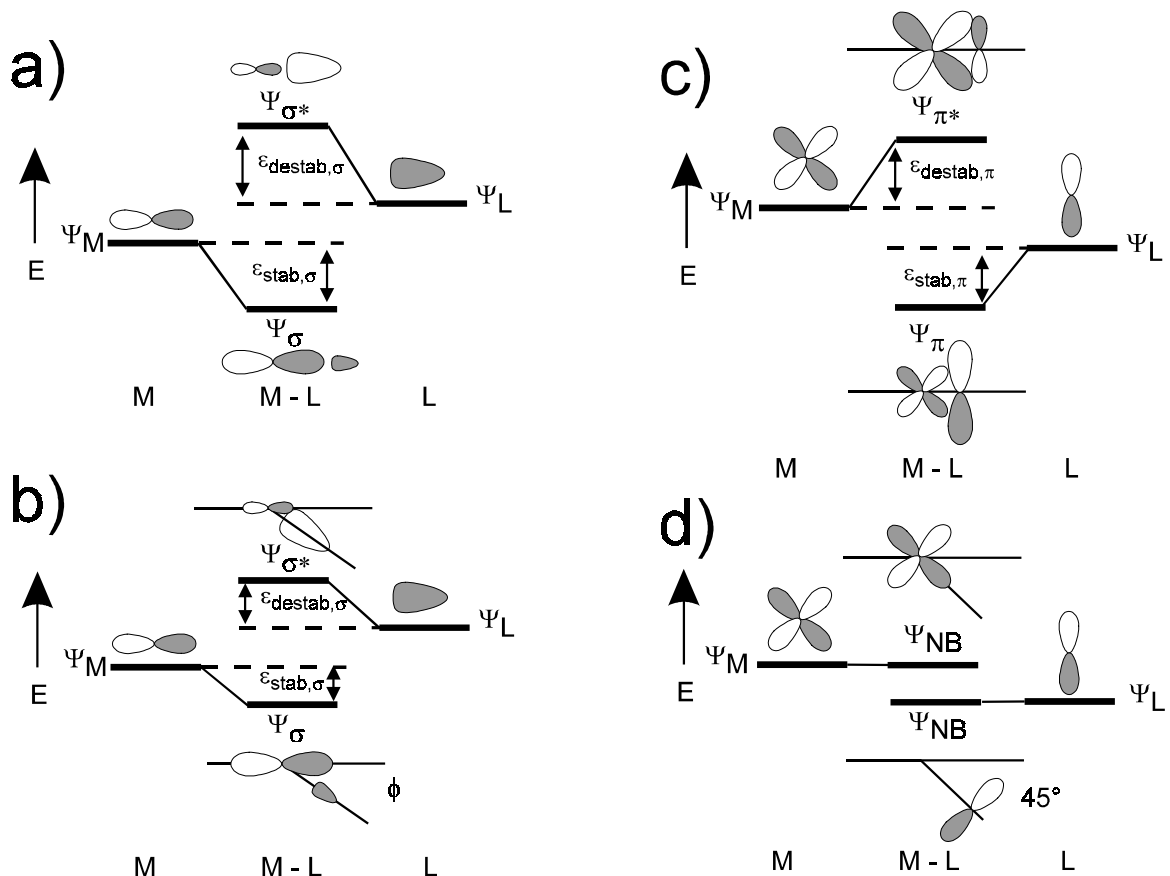 a)
Ψσ*
εdestab,σ
ΨL
ΨM
εstab,σ
E
Ψσ
M M - L L
c)
Ψπ*
εdestab,π
ΨM
ΨL
εstab,π
E
Ψπ
M M - L L
b)
Ψσ*
εdestab,σ
ΨL
ΨM
εstab,σ
E
Ψσ
ϕ
M M - L L
d)
ΨNB
ΨM
E
ΨL
ΨNB
45°
M M - L L